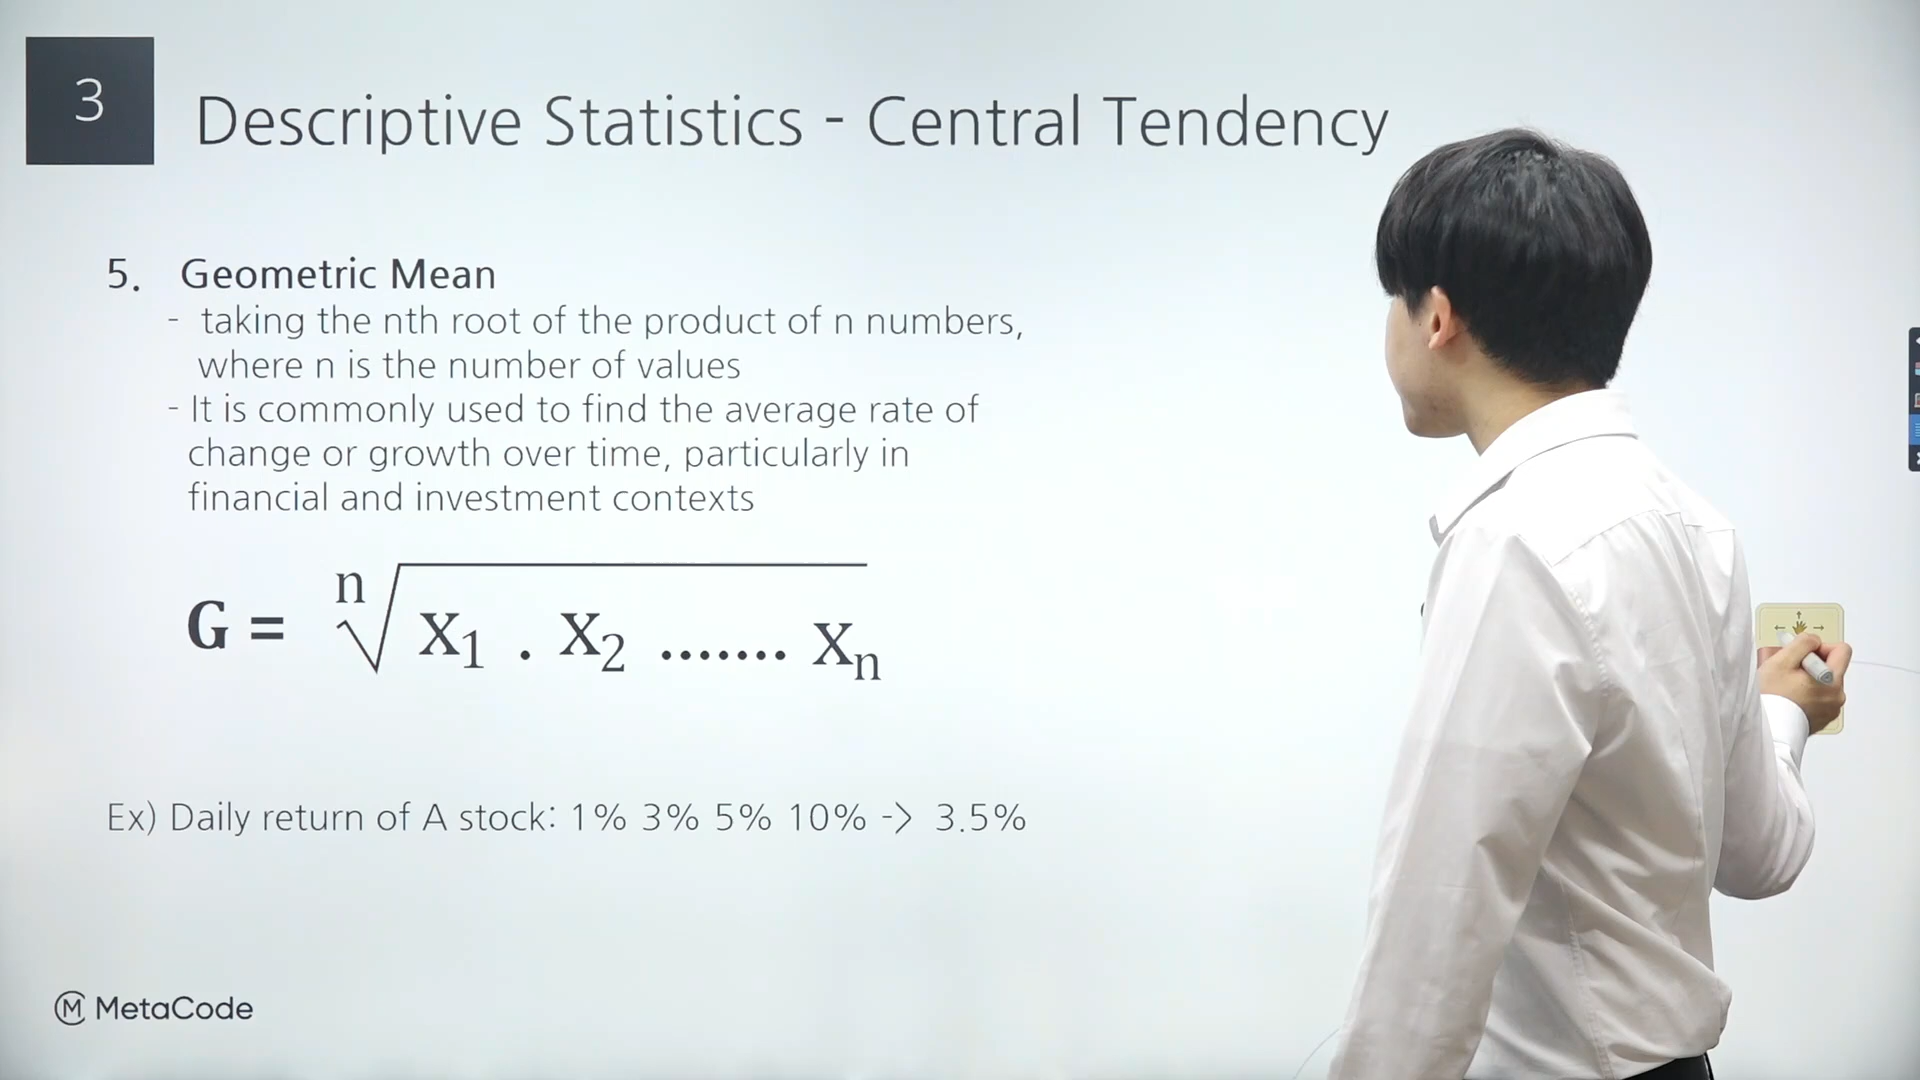 3
Descriptive Statistics - Central Tendency
5. Geometric Mean
- taking the nth root of the product of n numbers,
where n is the number of values
- It is commonly used to find the average rate of
change or growth over time, particularly in
financial and investment contexts
G = n√ X1 . X2 ....... Xn
Ex) Daily return of A stock: 1% 3% 5% 10% -> 3.5%
MetaCode